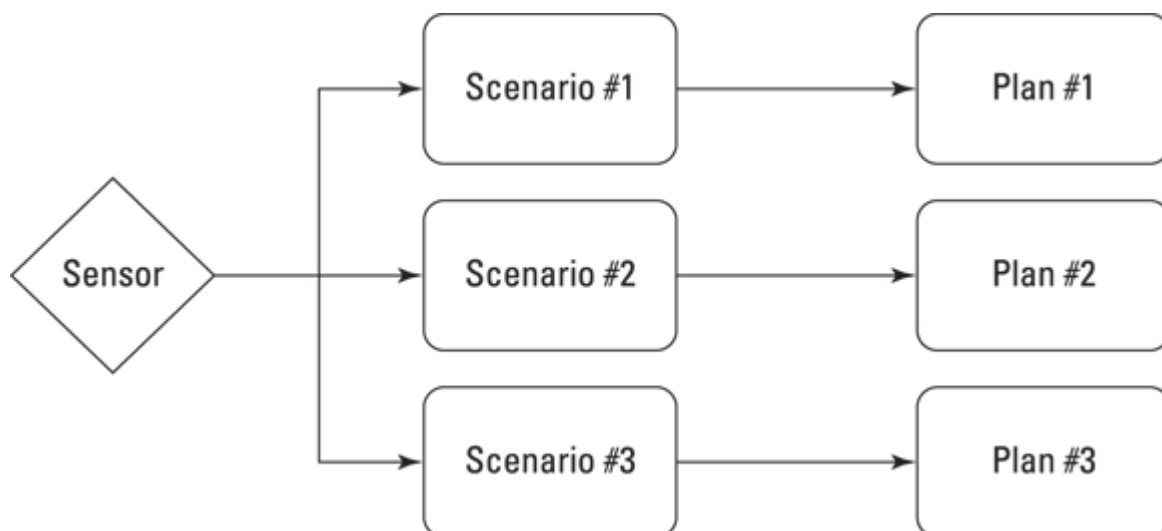 Scenario #1
Plan #1
Sensor
Scenario #2
Plan #2
Scenario #3
Plan #3